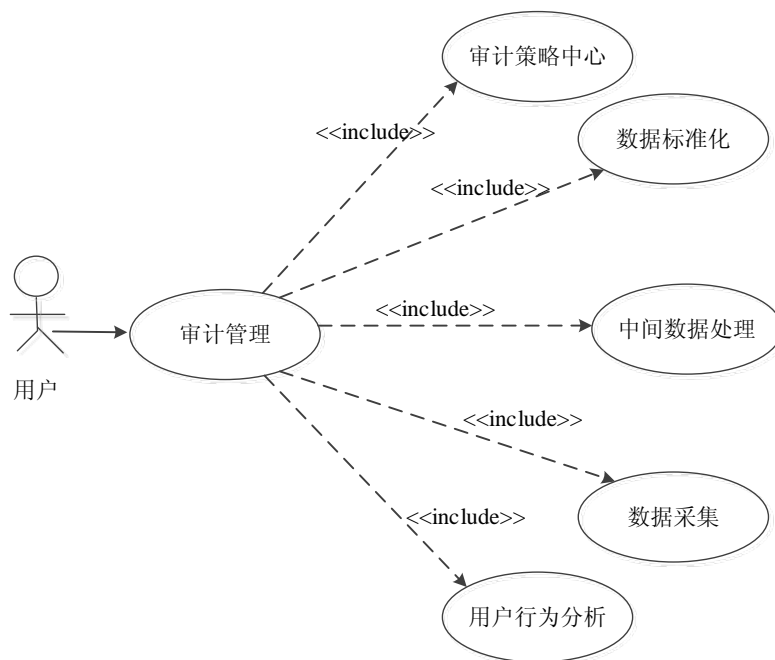 审计策略中心
<<include>>
数据标准化
<<include>>
<<include>>
审计管理
中间数据处理
用户
<<include>>
数据采集
<<include>>
用户行为分析